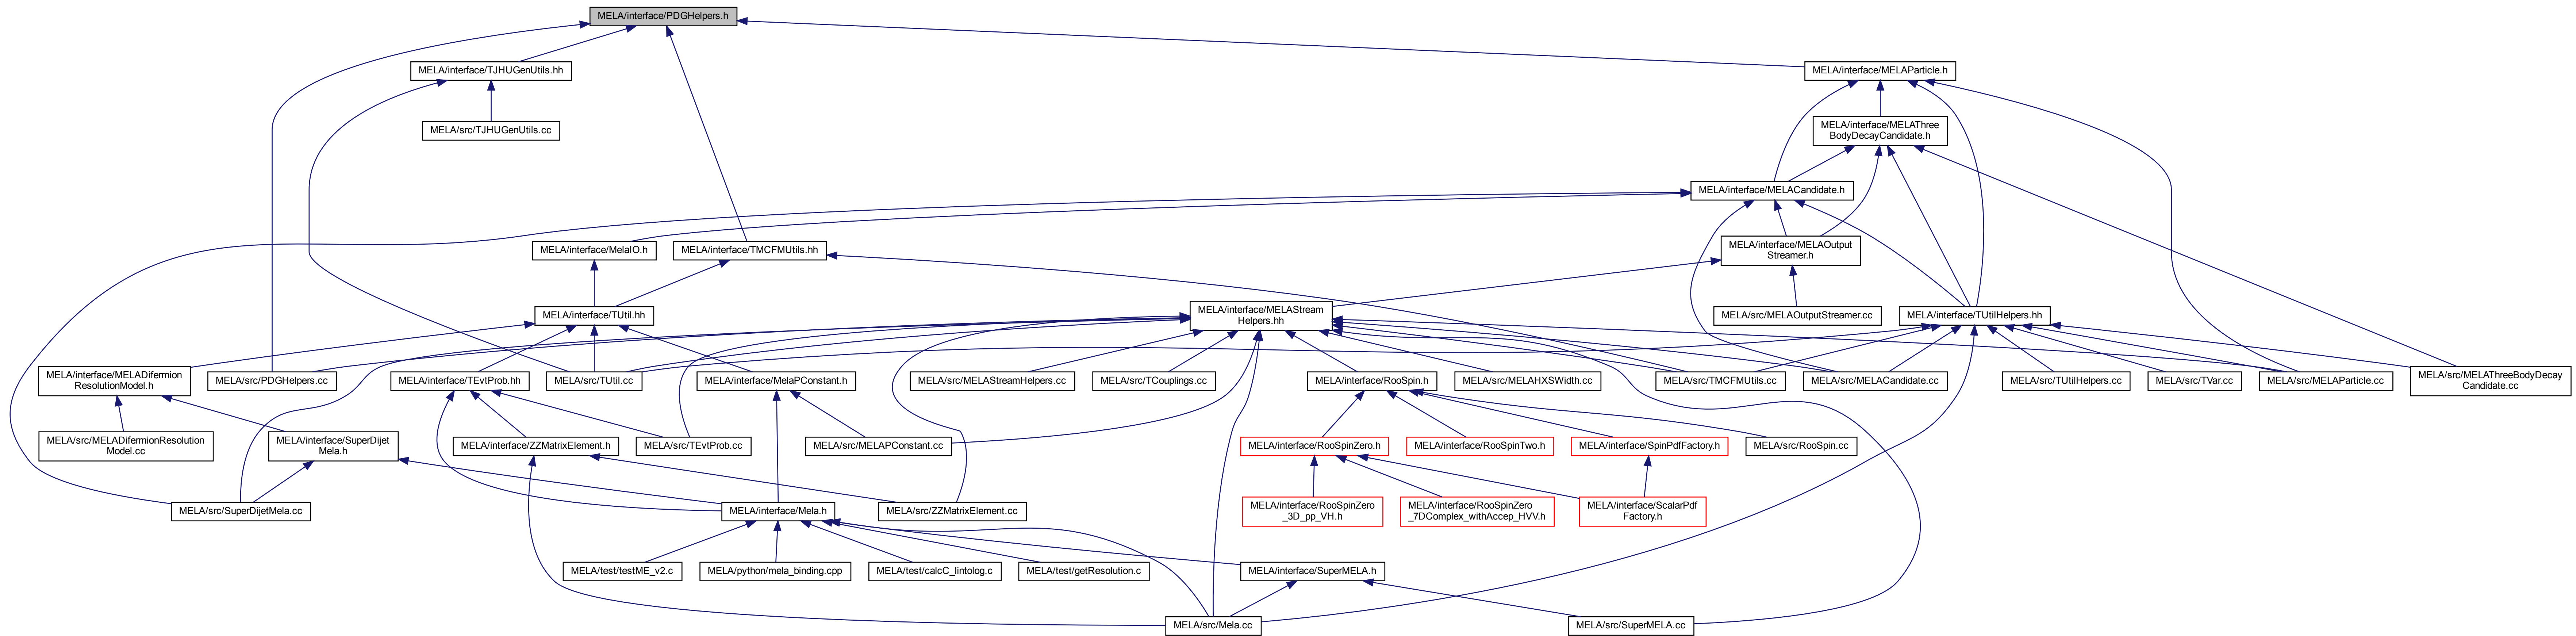 MELA/interface/PDGHelpers.h
MELA/interface/TJHUGenUtils.hh
MELA/interface/MELAParticle.h
MELA/src/TJHUGenUtils.cc
MELA/interface/MELAThree
BodyDecayCandidate.h
MELA/interface/MELACandidate.h
MELA/interface/MelaIO.h
MELA/interface/TMCFMUtils.hh
MELA/interface/MELAOutput
Streamer.h
MELA/interface/TUtil.hh
MELA/interface/MELAStream
Helpers.hh
MELA/src/MELAOutputStreamer.cc
MELA/interface/TUtilHelpers.hh
MELA/interface/MELADifermion
ResolutionModel.h
MELA/src/PDGHelpers.cc
MELA/interface/TEvtProb.hh
MELA/src/TUtil.cc
MELA/interface/MelaPConstant.h
MELA/src/MELAStreamHelpers.cc
MELA/src/TCouplings.cc
MELA/interface/RooSpin.h
MELA/src/MELAHXSWidth.cc
MELA/src/TMCFMUtils.cc
MELA/src/MELACandidate.cc
MELA/src/TUtilHelpers.cc
MELA/src/TVar.cc
MELA/src/MELAParticle.cc
MELA/src/MELAThreeBodyDecay
Candidate.cc
MELA/src/MELADifermionResolution
Model.cc
MELA/interface/SuperDijet
Mela.h
MELA/interface/ZZMatrixElement.h
MELA/src/TEvtProb.cc
MELA/src/MELAPConstant.cc
MELA/interface/RooSpinZero.h
MELA/interface/RooSpinTwo.h
MELA/interface/SpinPdfFactory.h
MELA/src/RooSpin.cc
MELA/src/SuperDijetMela.cc
MELA/interface/Mela.h
MELA/src/ZZMatrixElement.cc
MELA/interface/RooSpinZero
_3D_pp_VH.h
MELA/interface/RooSpinZero
_7DComplex_withAccep_HVV.h
MELA/interface/ScalarPdf
Factory.h
MELA/test/testME_v2.c
MELA/python/mela_binding.cpp
MELA/test/calcC_lintolog.c
MELA/test/getResolution.c
MELA/interface/SuperMELA.h
MELA/src/Mela.cc
MELA/src/SuperMELA.cc